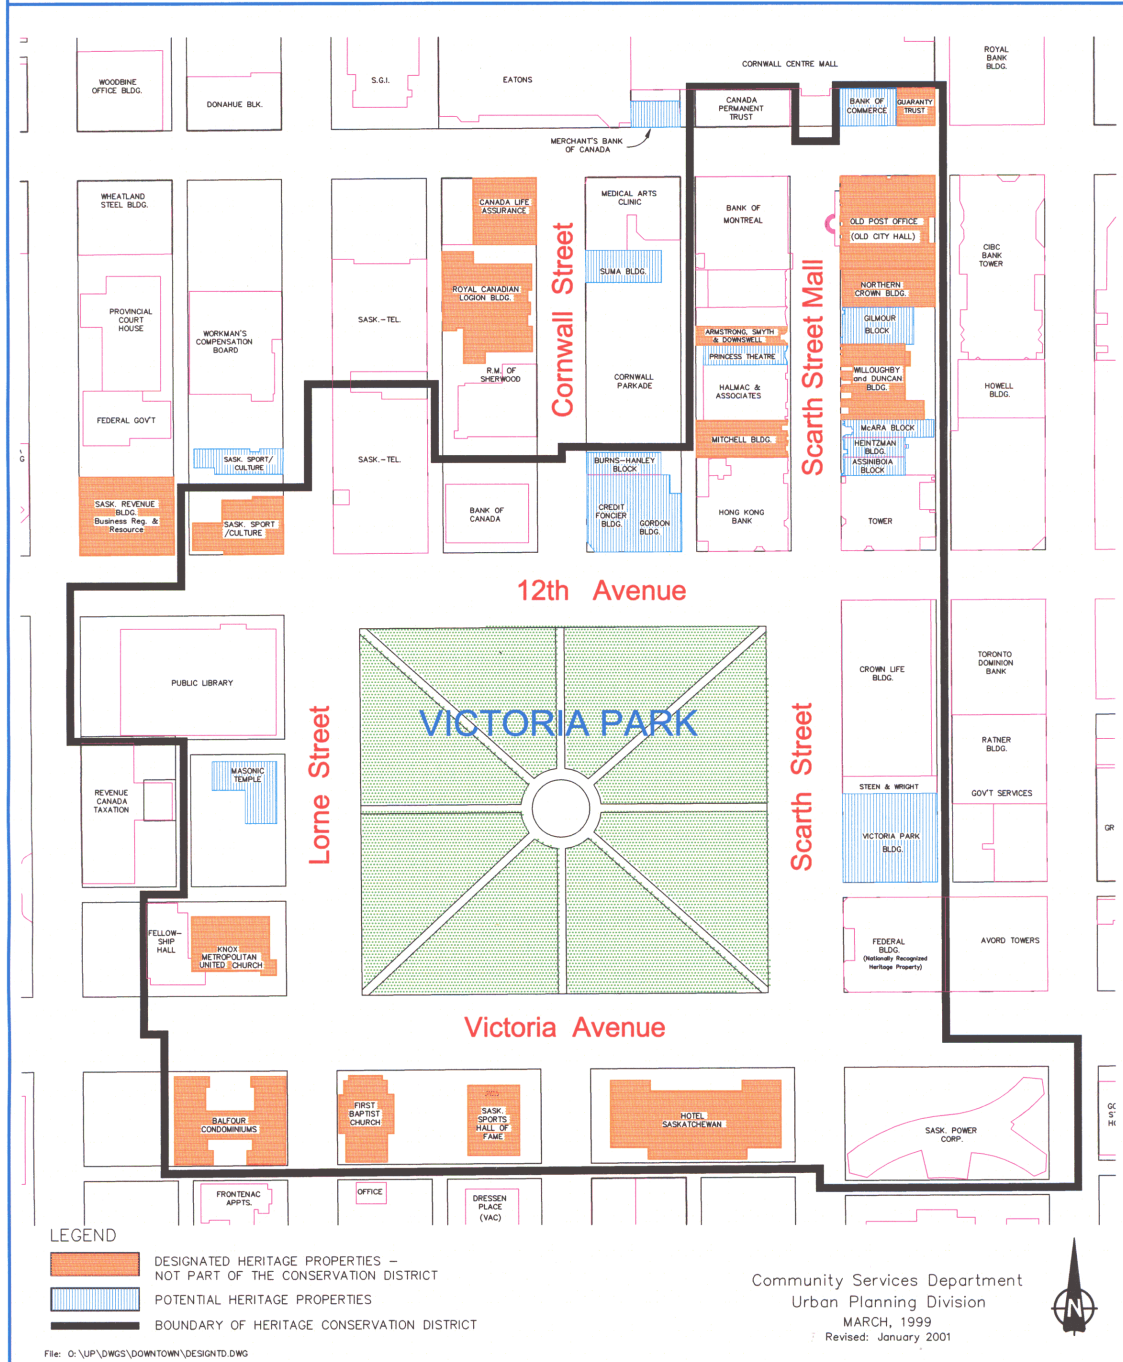 WOODBINE
OFFICE BLDG.
DONAHUE BLK.
S.G.I.
EATONS
CORNWALL CENTRE MALL
ROYAL
BANK
BLDG.
MERCHANT'S BANK
OF CANADA
CANADA
PERMANENT
TRUST
BANK OF
COMMERCE
GUARANTY
TRUST
WHEATLAND
STEEL BLDG.
CANADA LIFE
ASSURANCE
MEDICAL ARTS
CLINIC
BANK OF
MONTREAL
OLD POST OFFICE
(OLD CITY HALL)
CIBC
BANK
TOWER
Cornwall Street
SUMA BLDG.
Scarth Street Mall
PROVINCIAL
COURT
HOUSE
WORKMAN'S
COMPENSATION
BOARD
SASK.-TEL.
ROYAL CANADIAN
LOGION BLDG.
NORTHERN
CROWN BLDG.
GILMOUR
BLOCK
ARMSTRONG, SMYTH
& DOWNSWELL
PRINCESS THEATRE
R.M. OF
SHERWOOD
CORNWALL
PARKADE
HALMAC &
ASSOCIATES
WILLOUGHBY
and DUNCAN
BLDG.
HOWELL
BLDG.
FEDERAL GOV'T
McARA BLOCK
MITCHELL BLDG.
HEINTZMAN
BLDG.
ASSINIBOIA
BLOCK
SASK. SPORT/
CULTURE
SASK.-TEL.
BURNS-HANLEY
BLOCK
SASK. REVENUE
BLDG.
Business Reg. &
Resource
SASK. SPORT
/CULTURE
BANK OF
CANADA
CREDIT
FONCIER
BLDG.
GORDON
BLDG.
HONG KONG
BANK
TOWER
12th Avenue
PUBLIC LIBRARY
CROWN LIFE
BLDG.
TORONTO
DOMINION
BANK
Lorne Street
VICTORIA PARK
Scarth Street
RATNER
BLDG.
MASONIC
TEMPLE
REVENUE
CANADA
TAXATION
STEEN & WRIGHT
GOV'T SERVICES
VICTORIA PARK
BLDG.
GR
FELLOW-
SHIP
HALL
KNOX
METROPOLITAN
UNITED CHURCH
FEDERAL
BLDG.
(Nationally Recognized
Heritage Property)
AVORD TOWERS
Victoria Avenue
BALFOUR
CONDOMINIUMS
FIRST
BAPTIST
CHURCH
SASK.
SPORTS
HALL OF
FAME
HOTEL
SASKATCHEWAN
SASK. POWER
CORP.
FRONTENAC
APPTS.
OFFICE
DRESSEN
PLACE
(VAC)
LEGEND
DESIGNATED HERITAGE PROPERTIES –
NOT PART OF THE CONSERVATION DISTRICT
POTENTIAL HERITAGE PROPERTIES
BOUNDARY OF HERITAGE CONSERVATION DISTRICT
Community Services Department
Urban Planning Division
MARCH, 1999
Revised: January 2001
N
File: O:\UP\DWGS\DOWNTOWN\DESIGNTD.DWG